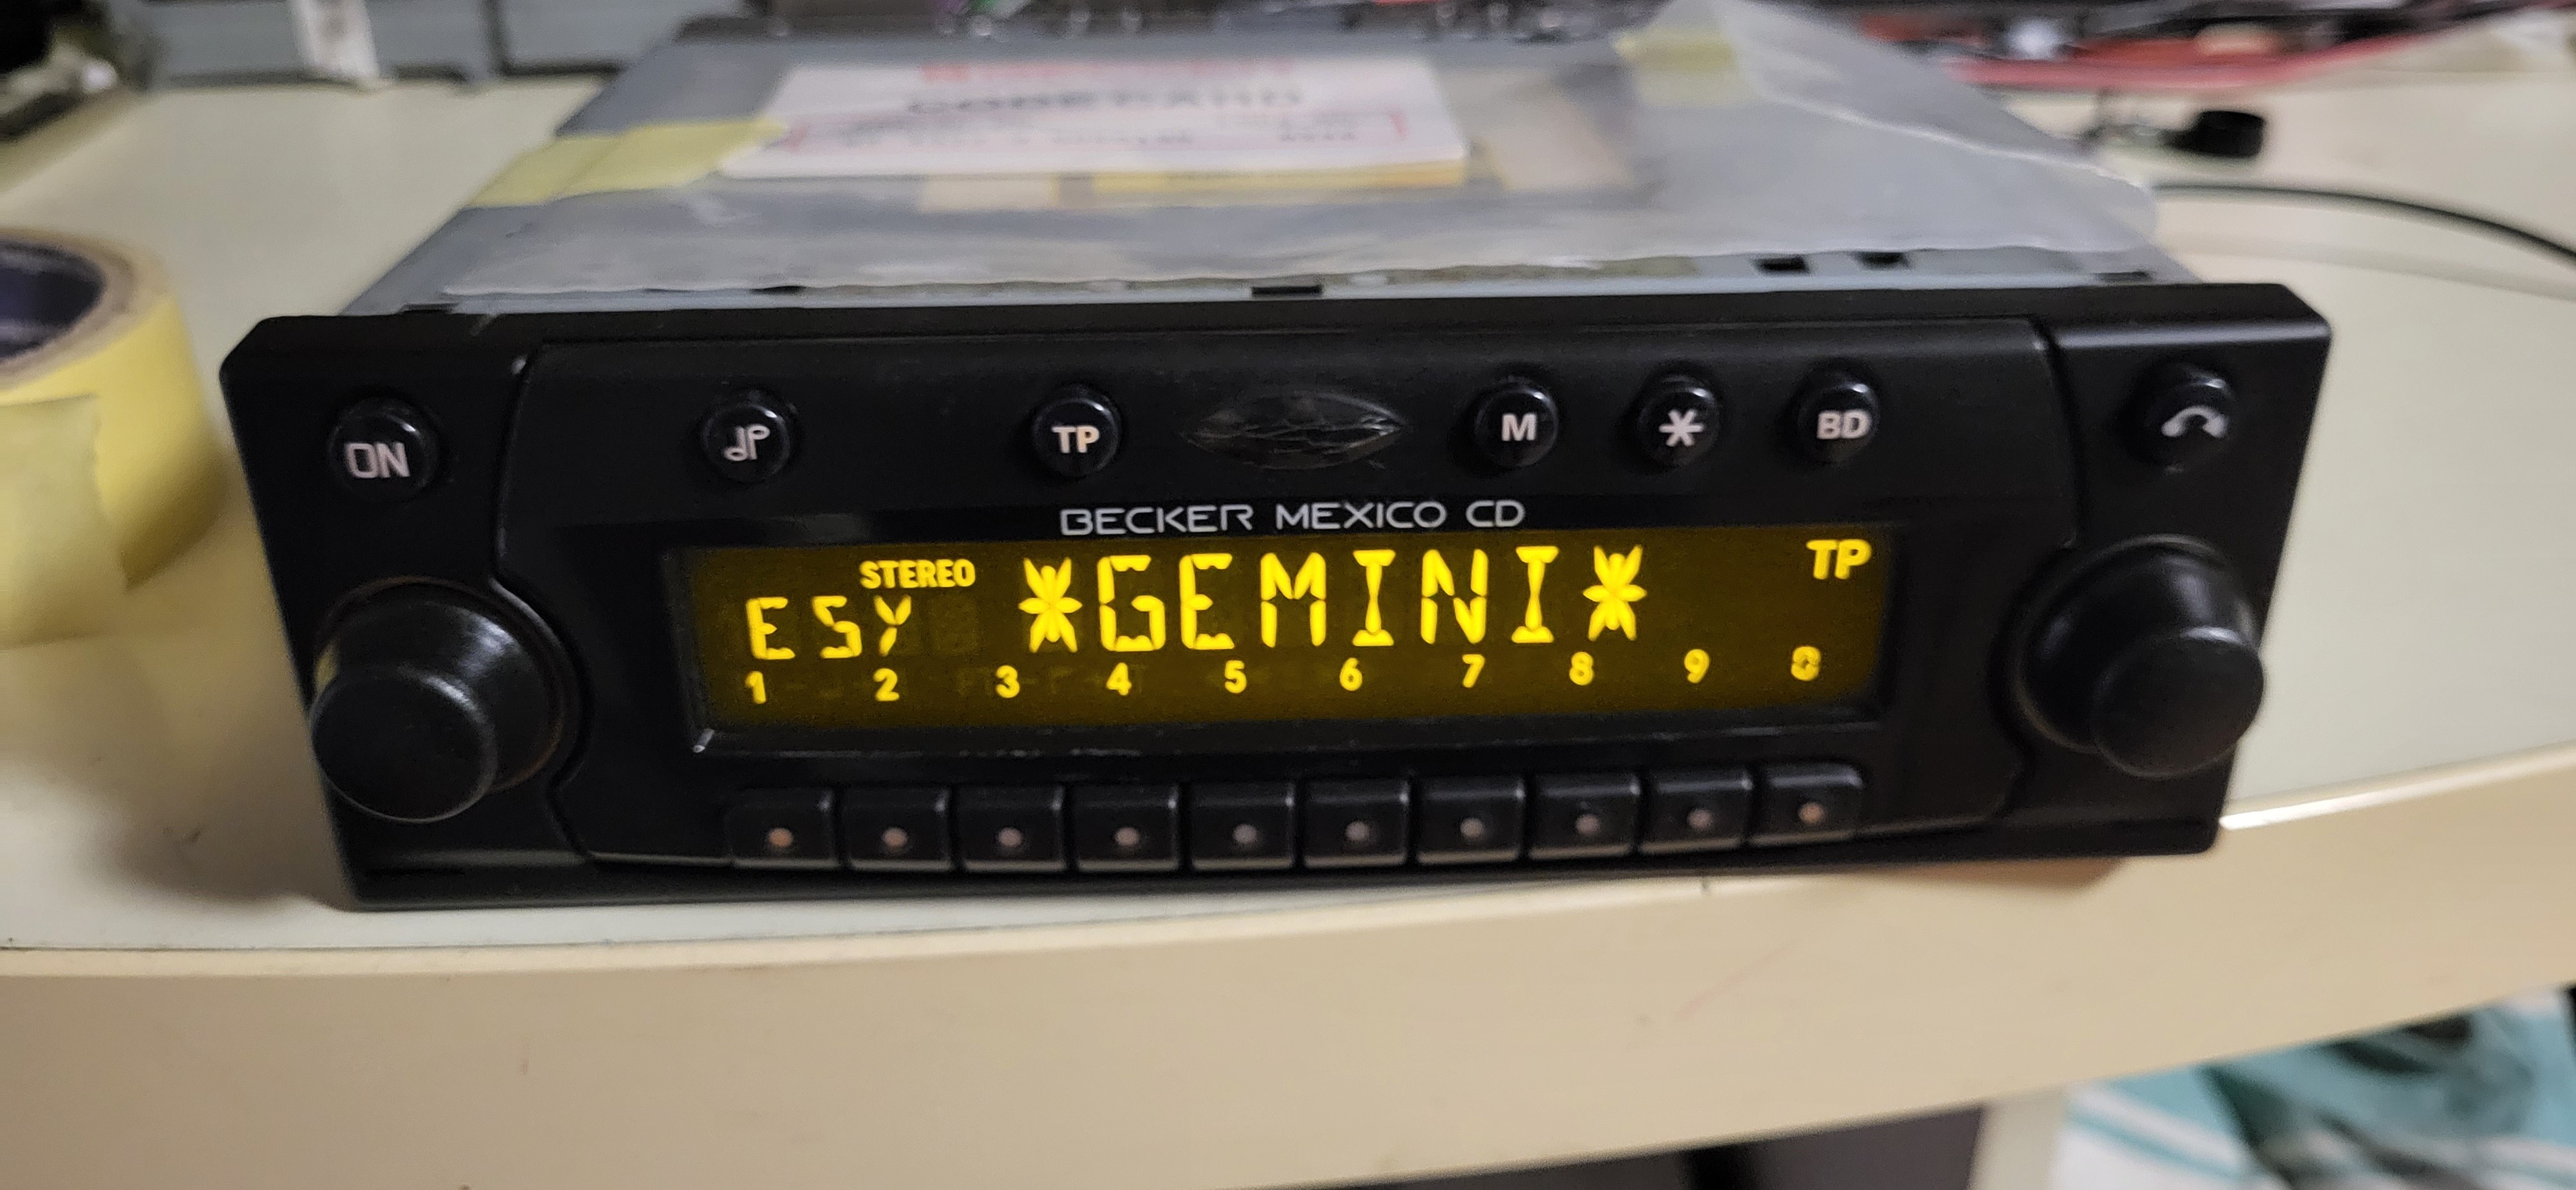 ON
TP
M
*
BD
BECKER MEXICO CD
STEREO
TP
ESY *GEMINI*
1 2 3 4 5 6 7 8 9 0